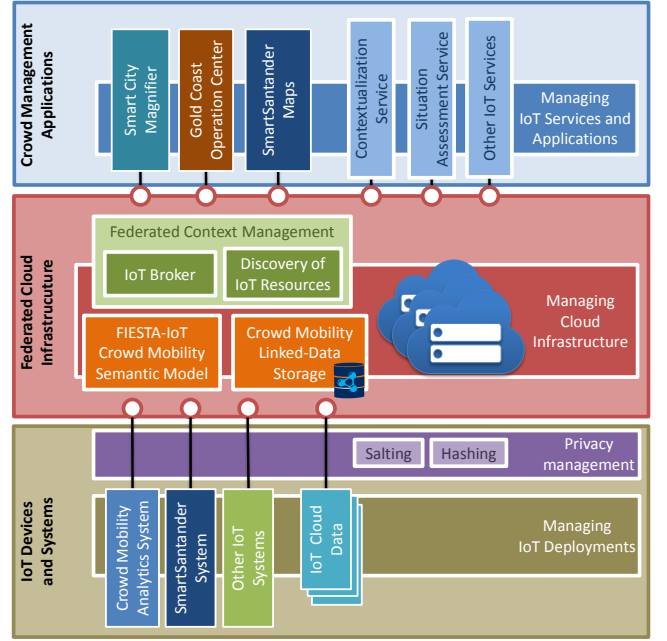 Crowd Management
Applications
Smart City
Magnifier
Gold Coast
Operation Center
SmartSantander
Maps
Contextualization
Service
Situation
Assessment Service
Other IoT Services
Managing
IoT Services and
Applications
Federated Cloud
Infrastrucuture
Federated Context Management
IoT Broker
Discovery of
IoT Resources
FIESTA-IoT
Crowd Mobility
Semantic Model
Crowd Mobility
Linked-Data
Storage
Managing
Cloud
Infrastructure
IoT Devices
and Systems
Salting
Hashing
Privacy
management
Crowd Mobility
Analytics System
SmartSantander
System
Other IoT
Systems
IoT Cloud
Data
Managing
IoT Deployments